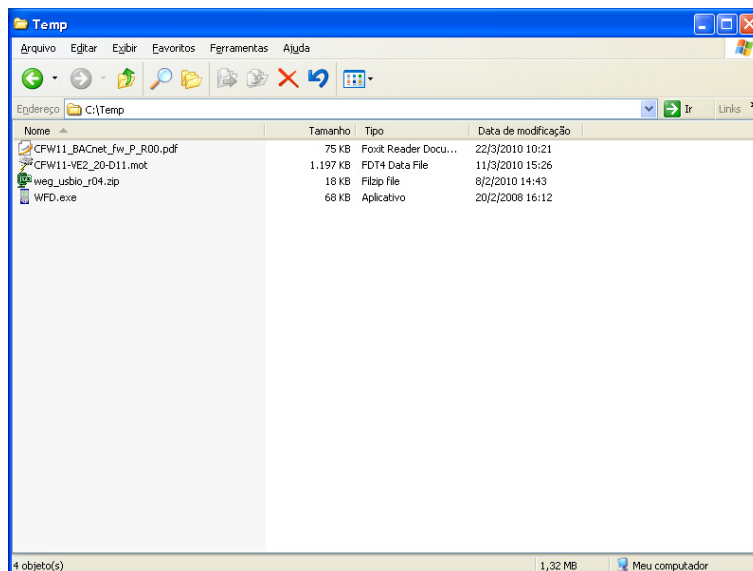 Temp
Arquivo Editar Exibir Favoritos Ferramentas Ajuda
Endereço C:\Temp Ir Links
Nome Tamanho Tipo Data de modificação
CFW11_BACnet_fw_P_R00.pdf 75 KB Foxit Reader Docu... 22/3/2010 10:21
CFW11-VE2_20-D11.mot 1.197 KB FDT4 Data File 11/3/2010 15:26
weg_usbio_r04.zip 18 KB Filzip file 8/2/2010 14:43
WFD.exe 68 KB Aplicativo 20/2/2008 16:12
4 objeto(s) 1,32 MB Meu computador